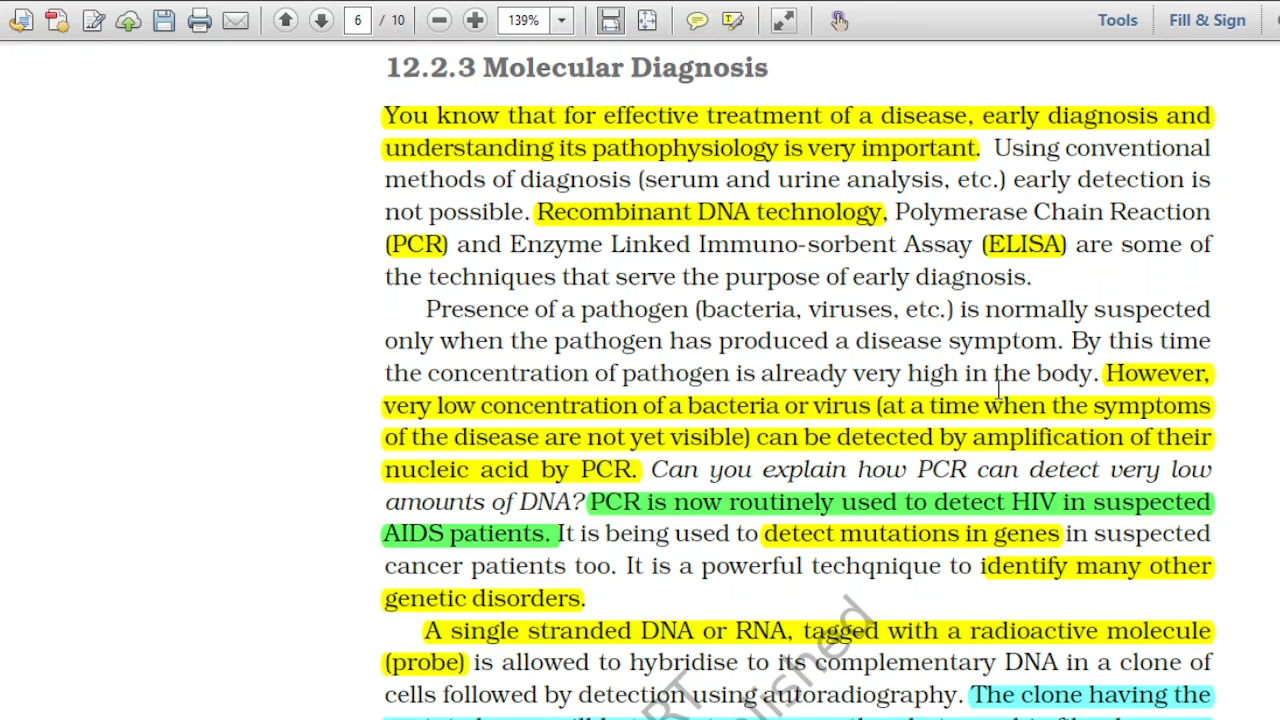 6 / 10 139% Tools Fill & Sign
12.2.3 Molecular Diagnosis
You know that for effective treatment of a disease, early diagnosis and
understanding its pathophysiology is very important. Using conventional
methods of diagnosis (serum and urine analysis, etc.) early detection is
not possible. Recombinant DNA technology, Polymerase Chain Reaction
(PCR) and Enzyme Linked Immuno-sorbent Assay (ELISA) are some of
the techniques that serve the purpose of early diagnosis.
Presence of a pathogen (bacteria, viruses, etc.) is normally suspected
only when the pathogen has produced a disease symptom. By this time
the concentration of pathogen is already very high in the body. However,
very low concentration of a bacteria or virus (at a time when the symptoms
of the disease are not yet visible) can be detected by amplification of their
nucleic acid by PCR. Can you explain how PCR can detect very low
amounts of DNA? PCR is now routinely used to detect HIV in suspected
AIDS patients. It is being used to detect mutations in genes in suspected
cancer patients too. It is a powerful techqnique to identify many other
genetic disorders.
A single stranded DNA or RNA, tagged with a radioactive molecule
(probe) is allowed to hybridise to its complementary DNA in a clone of
cells followed by detection using autoradiography. The clone having the